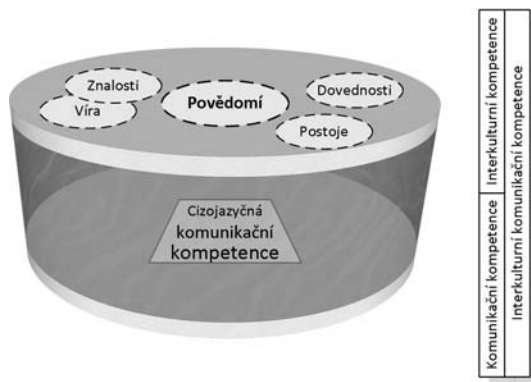 Znalosti
Víra
Povědomí
Dovednosti
Postoje
Cizojazyčná
komunikační
kompetence
Interkulturní kompetence
Komunikační kompetence
Interkulturní komunikační kompetence